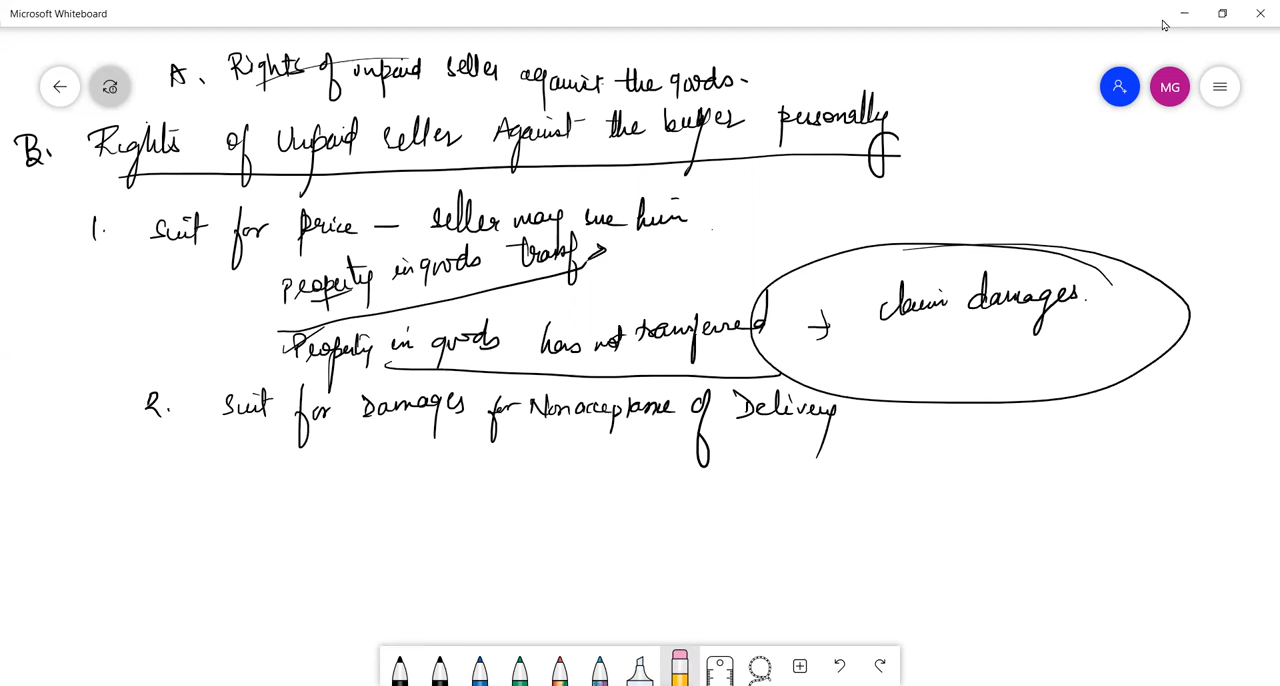 Microsoft Whiteboard
A. Rights of unpaid seller against the goods.
B. Rights of Unpaid seller Against the buyer personally
MG
1. Suit for price — seller may sue him
Property in goods transf
Property in goods has not transferred → claim damages.
2. Suit for Damages for Nonacceptance of Delivery